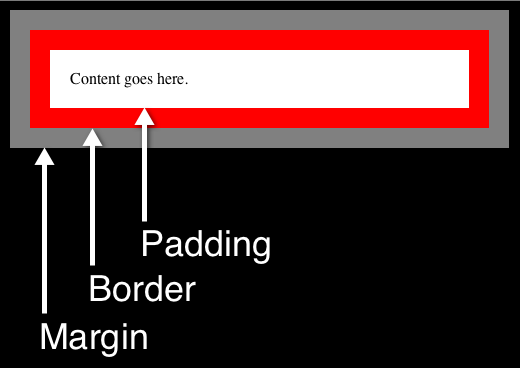 Content goes here.
Padding
Border
Margin